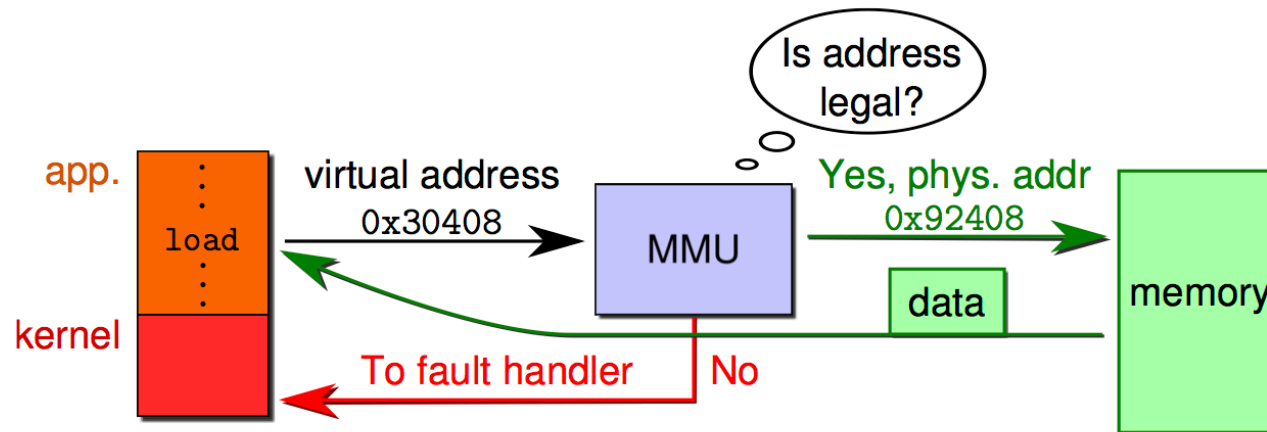 Is address
legal?
app.
virtual address
Yes, phys. addr
0x30408
0x92408
load
MMU
data
memory
kernel
To fault handler
No